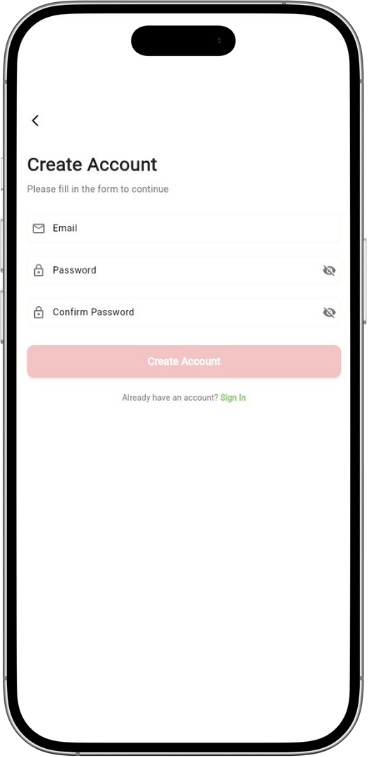 Create Account
Please fill in the form to continue
Email
Password
Confirm Password
Create Account
Already have an account? Sign In